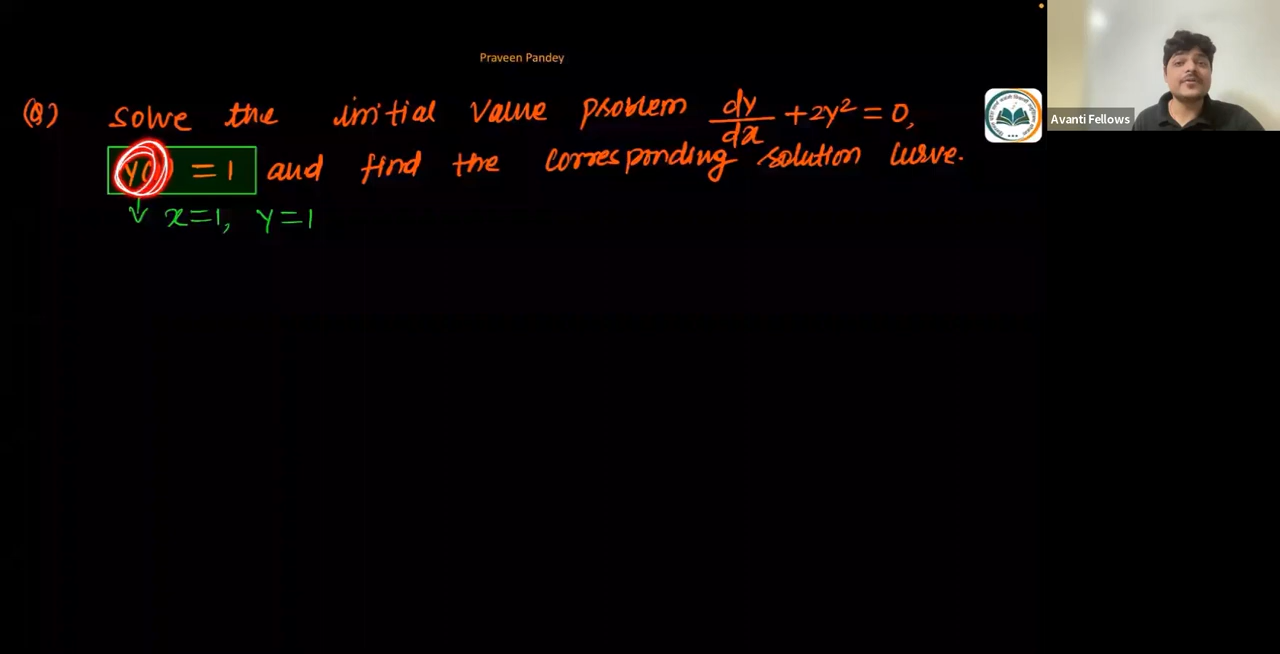 Praveen Pandey
(Q) solve the initial value problem dy/dx + 2y² = 0,
= 1 and find the corresponding solution curve.
x = 1, y = 1
Avanti Fellows